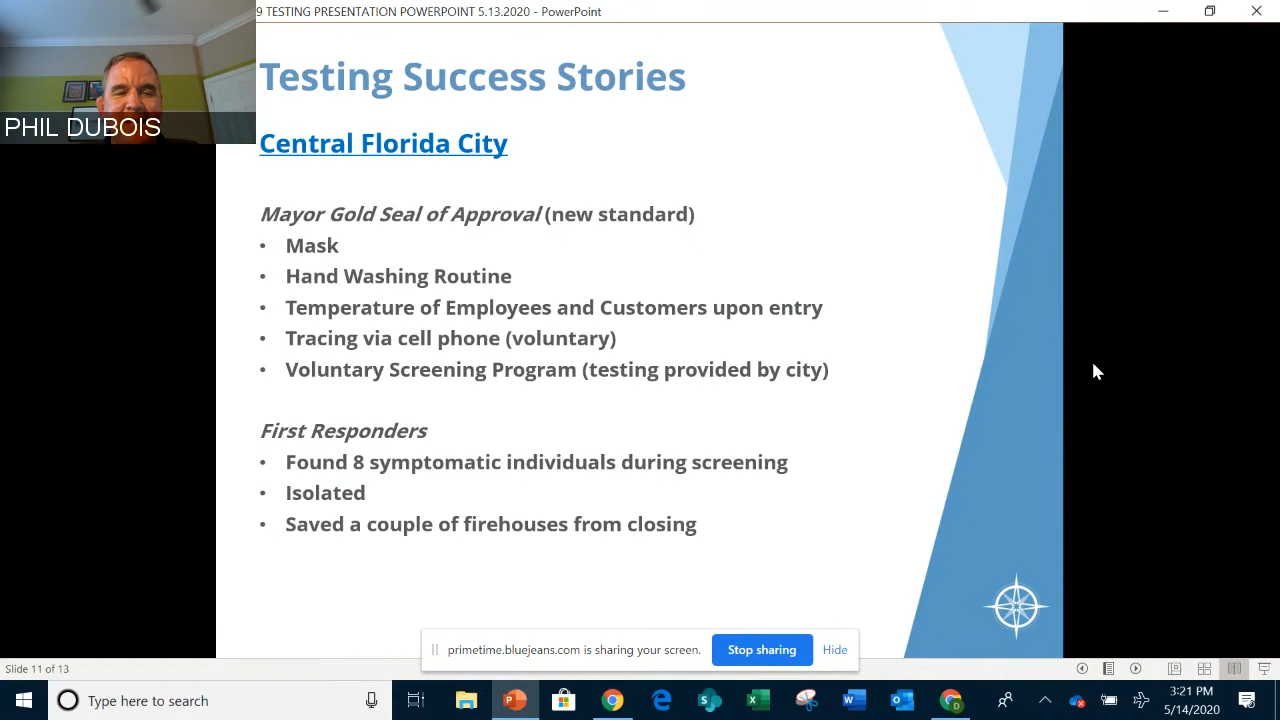 9 TESTING PRESENTATION POWERPOINT 5.13.2020 - PowerPoint
PHIL DUBOIS
Testing Success Stories
Central Florida City
Mayor Gold Seal of Approval (new standard)
• Mask
• Hand Washing Routine
• Temperature of Employees and Customers upon entry
• Tracing via cell phone (voluntary)
• Voluntary Screening Program (testing provided by city)
First Responders
• Found 8 symptomatic individuals during screening
• Isolated
• Saved a couple of firehouses from closing
primetime.bluejeans.com is sharing your screen.
Stop sharing
Hide
Slide 11 of 13
Type here to search
3:21 PM
5/14/2020